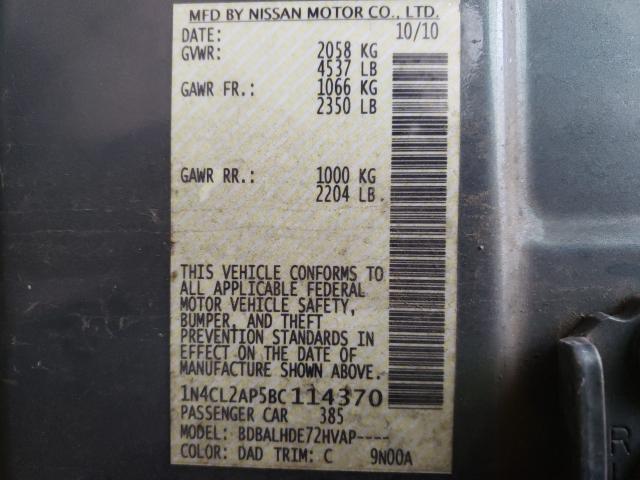 MFD BY NISSAN MOTOR CO., LTD.
DATE: 10/10
GVWR: 2058 KG
4537 LB
GAWR FR.: 1066 KG
2350 LB
GAWR RR.: 1000 KG
2204 LB
THIS VEHICLE CONFORMS TO
ALL APPLICABLE FEDERAL
MOTOR VEHICLE SAFETY,
BUMPER, AND THEFT
PREVENTION STANDARDS IN
EFFECT ON THE DATE OF
MANUFACTURE SHOWN ABOVE.
1N4CL2AP5BC114370
PASSENGER CAR 385
MODEL: BDBALHDE72HVAP----
COLOR: DAD TRIM: C 9N00A
R